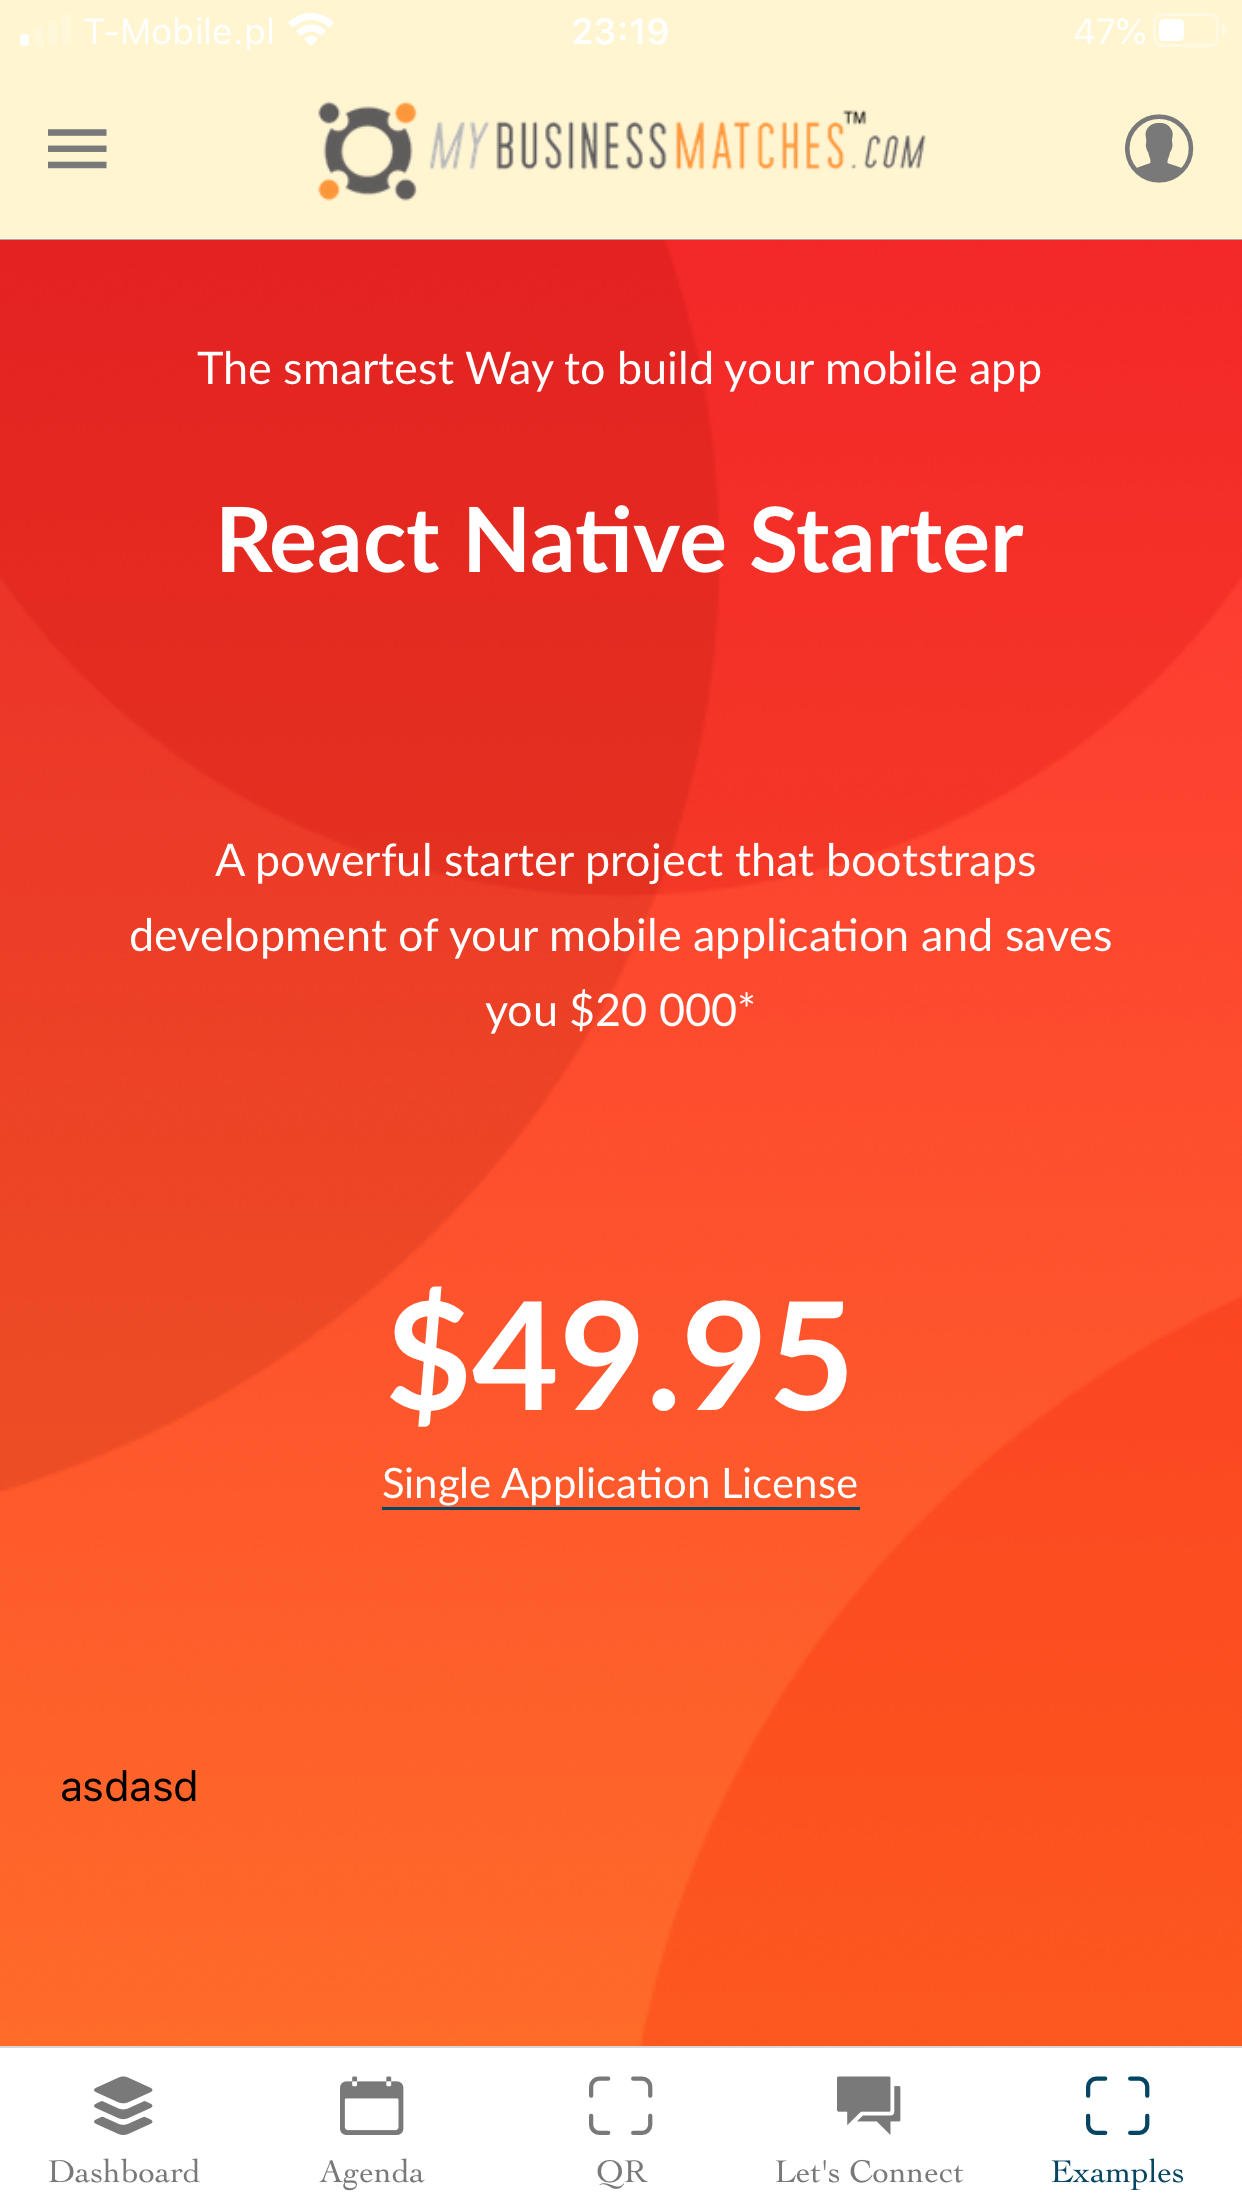 T-Mobile.pl 23:19 47%
MYBUSINESSMATCHES™.COM
The smartest Way to build your mobile app
React Native Starter
A powerful starter project that bootstraps
development of your mobile application and saves
you $20 000*
$49.95
Single Application License
asdasd
Dashboard Agenda QR Let's Connect Examples